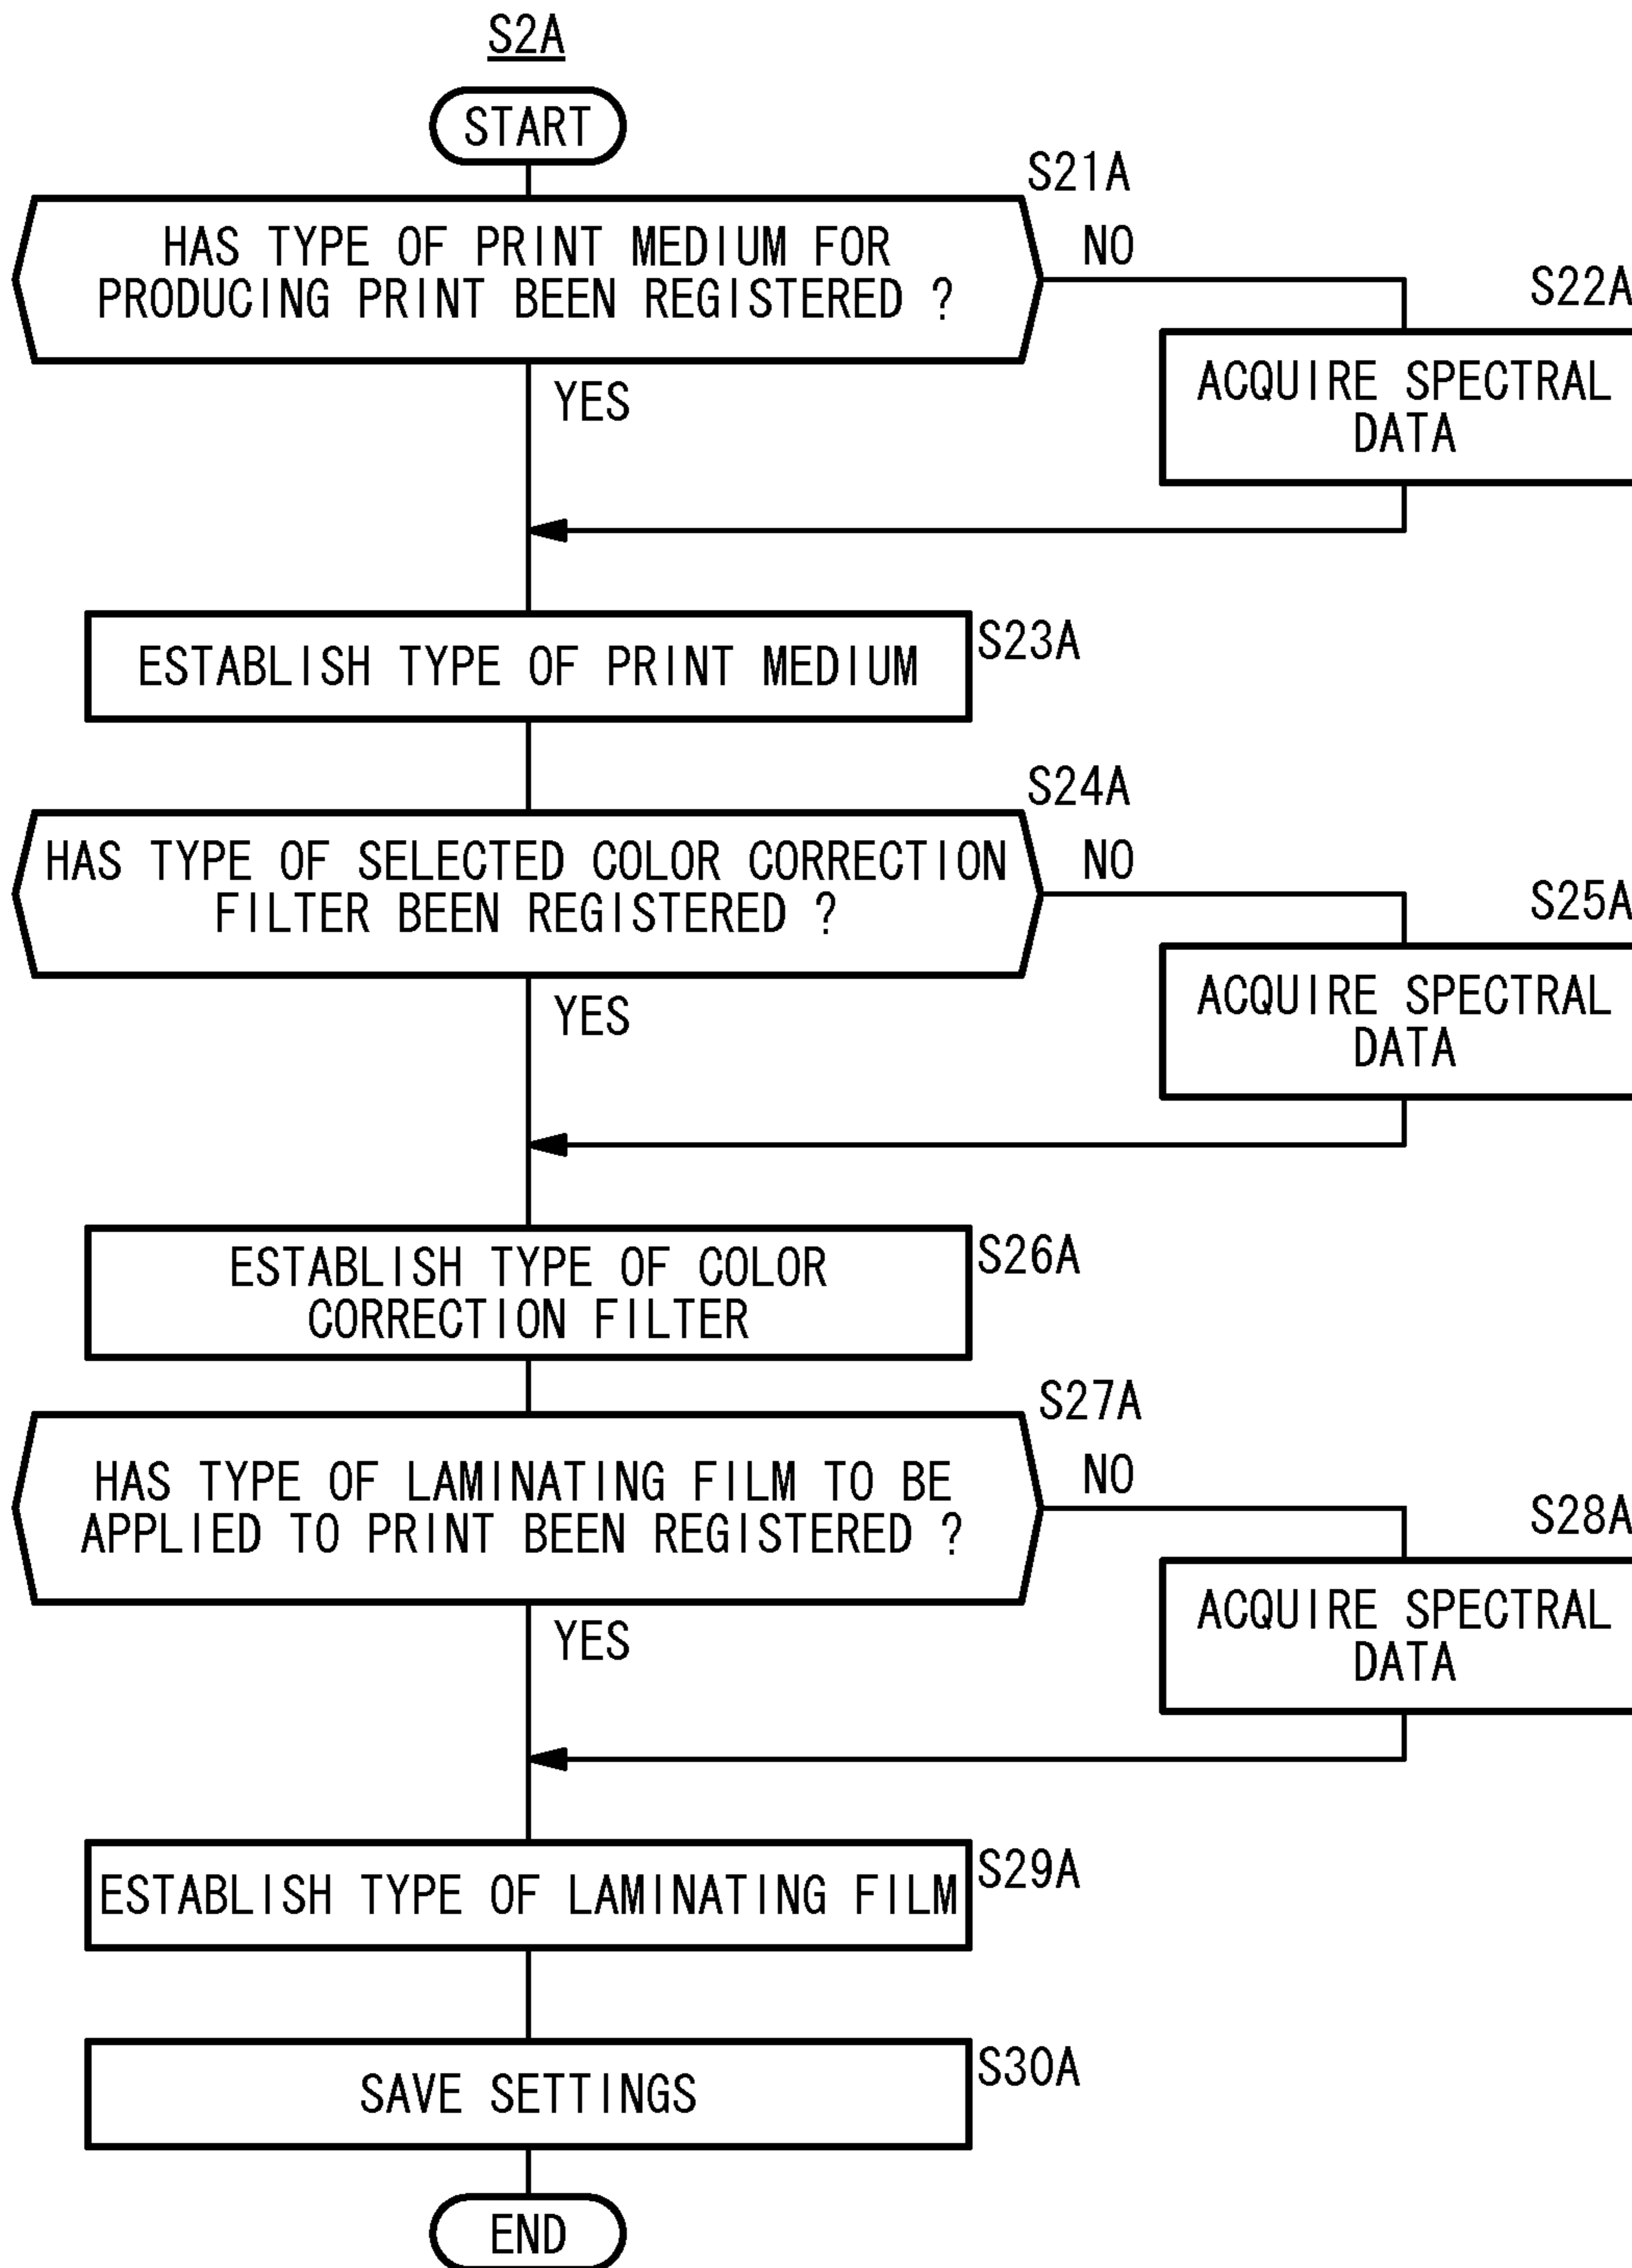 S2A
START
S21A
HAS TYPE OF PRINT MEDIUM FOR
PRODUCING PRINT BEEN REGISTERED ?
NO
S22A
ACQUIRE SPECTRAL
DATA
YES
ESTABLISH TYPE OF PRINT MEDIUM
S23A
S24A
HAS TYPE OF SELECTED COLOR CORRECTION
FILTER BEEN REGISTERED ?
NO
S25A
ACQUIRE SPECTRAL
DATA
YES
S26A
ESTABLISH TYPE OF COLOR
CORRECTION FILTER
S27A
HAS TYPE OF LAMINATING FILM TO BE
APPLIED TO PRINT BEEN REGISTERED ?
NO
S28A
ACQUIRE SPECTRAL
DATA
YES
ESTABLISH TYPE OF LAMINATING FILM
S29A
SAVE SETTINGS
S30A
END